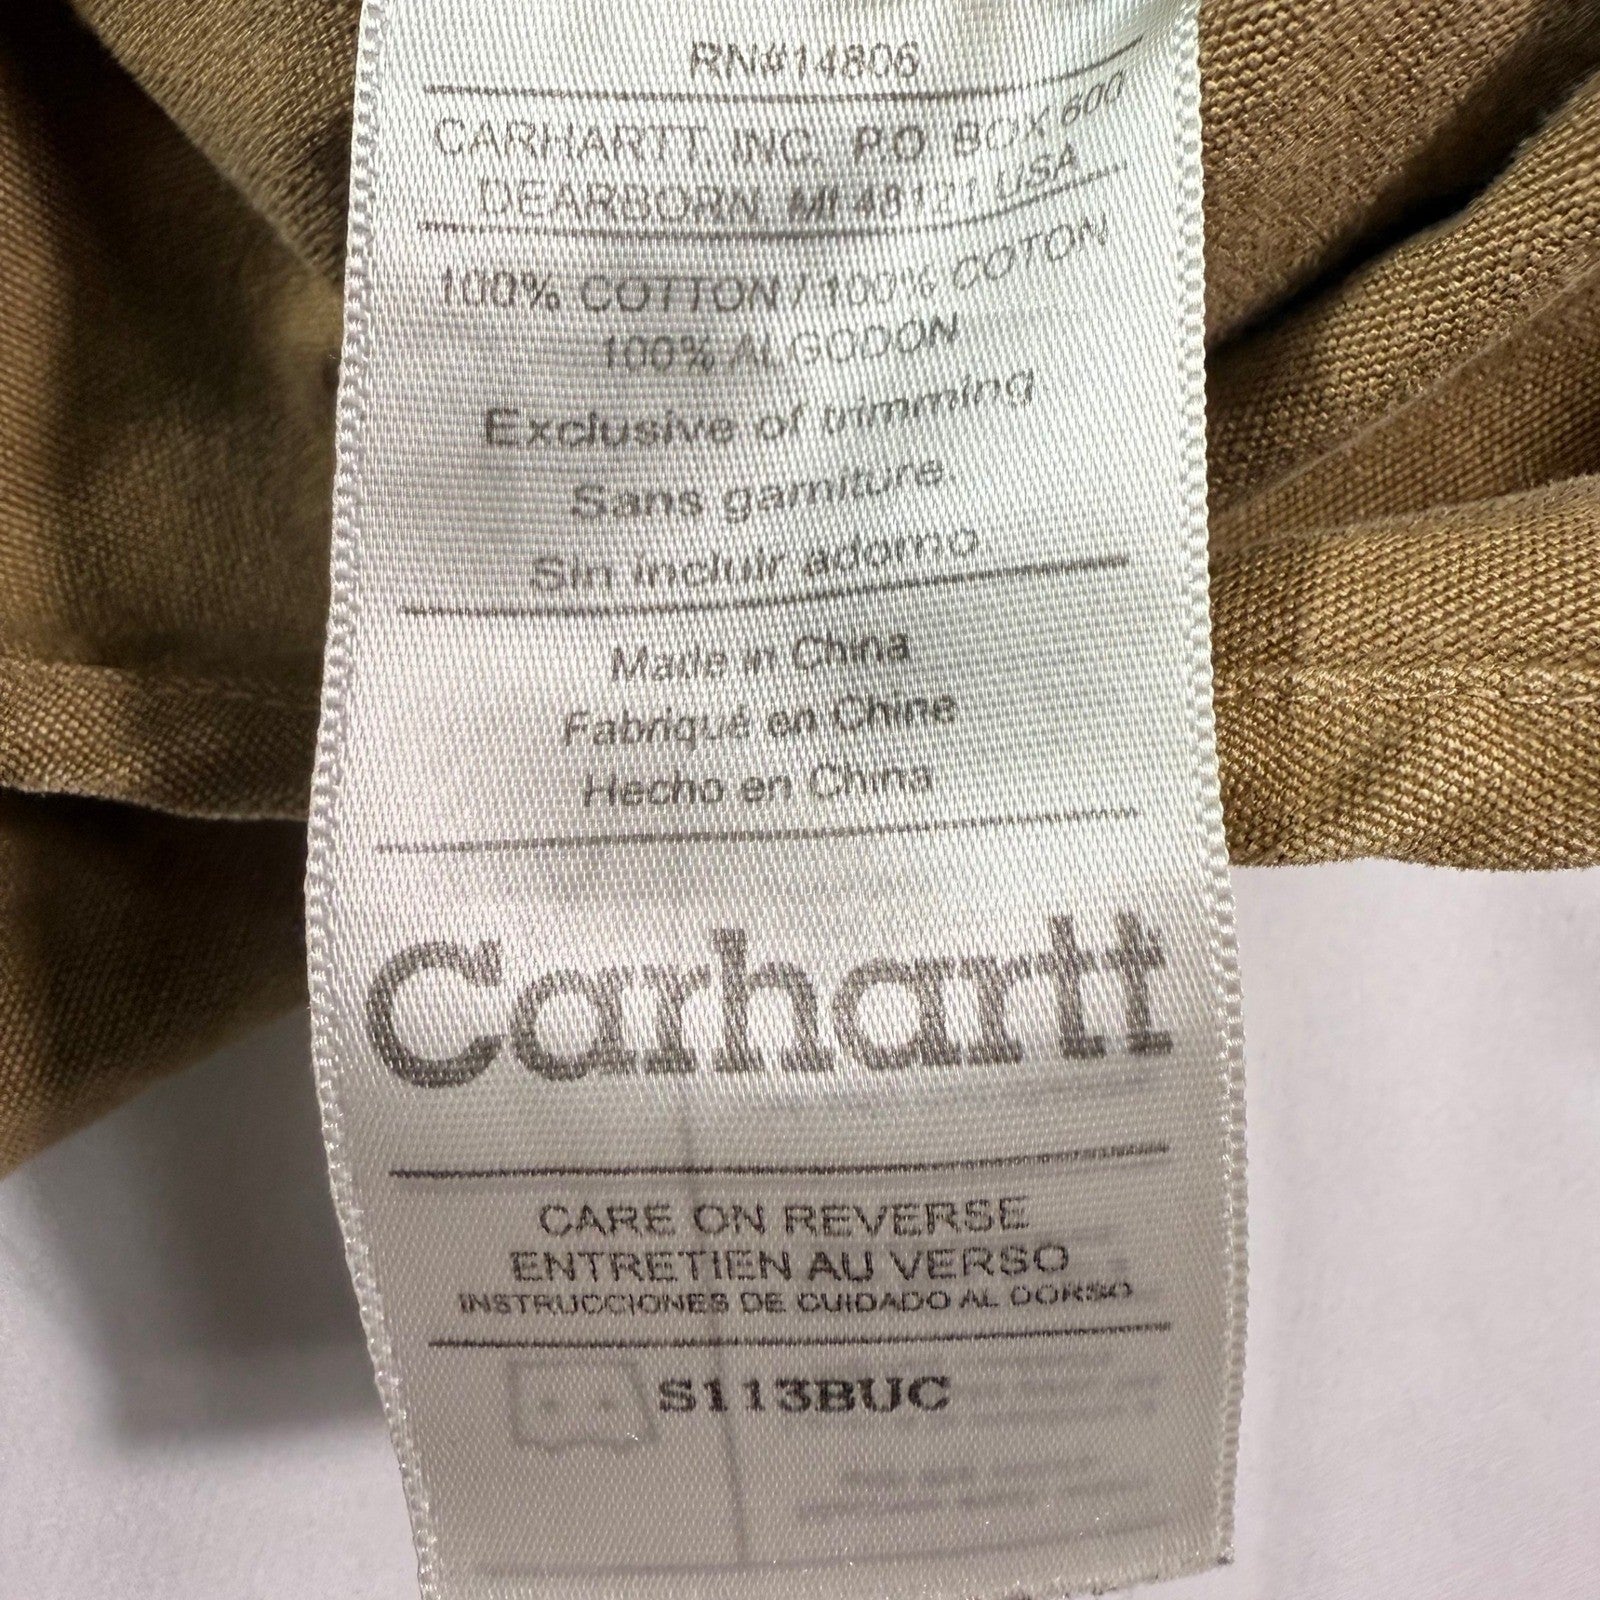 RN#14806
CARHARTT, INC. P.O. BOX 600
DEARBORN, MI 48121 USA
100% COTTON / 100% COTON
100% ALGODON
Exclusive of trimming
Sans garniture
Sin incluir adorno
Made in China
Fabriqué en Chine
Hecho en China
Carhartt
CARE ON REVERSE
ENTRETIEN AU VERSO
INSTRUCCIONES DE CUIDADO AL DORSO
S113BUC